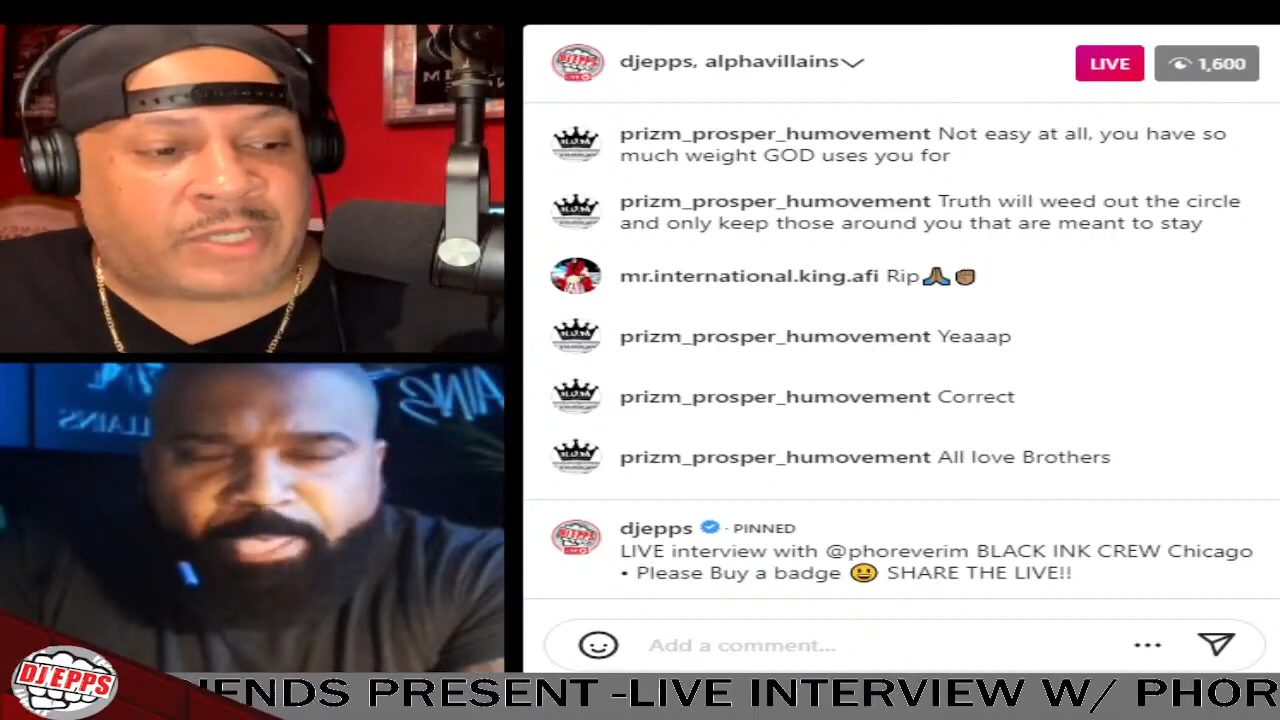 djepps, alphavillains
LIVE
1,600
prizm_prosper_humovement Not easy at all, you have so
much weight GOD uses you for
prizm_prosper_humovement Truth will weed out the circle
and only keep those around you that are meant to stay
mr.international.king.afi Rip🙏🏽✊🏽
prizm_prosper_humovement Yeaaap
prizm_prosper_humovement Correct
prizm_prosper_humovement All love Brothers
djepps · PINNED
LIVE interview with @phoreverim BLACK INK CREW Chicago
• Please Buy a badge 😀 SHARE THE LIVE!!
Add a comment...
DJ EPPS
IENDS PRESENT -LIVE INTERVIEW W/ PHOR